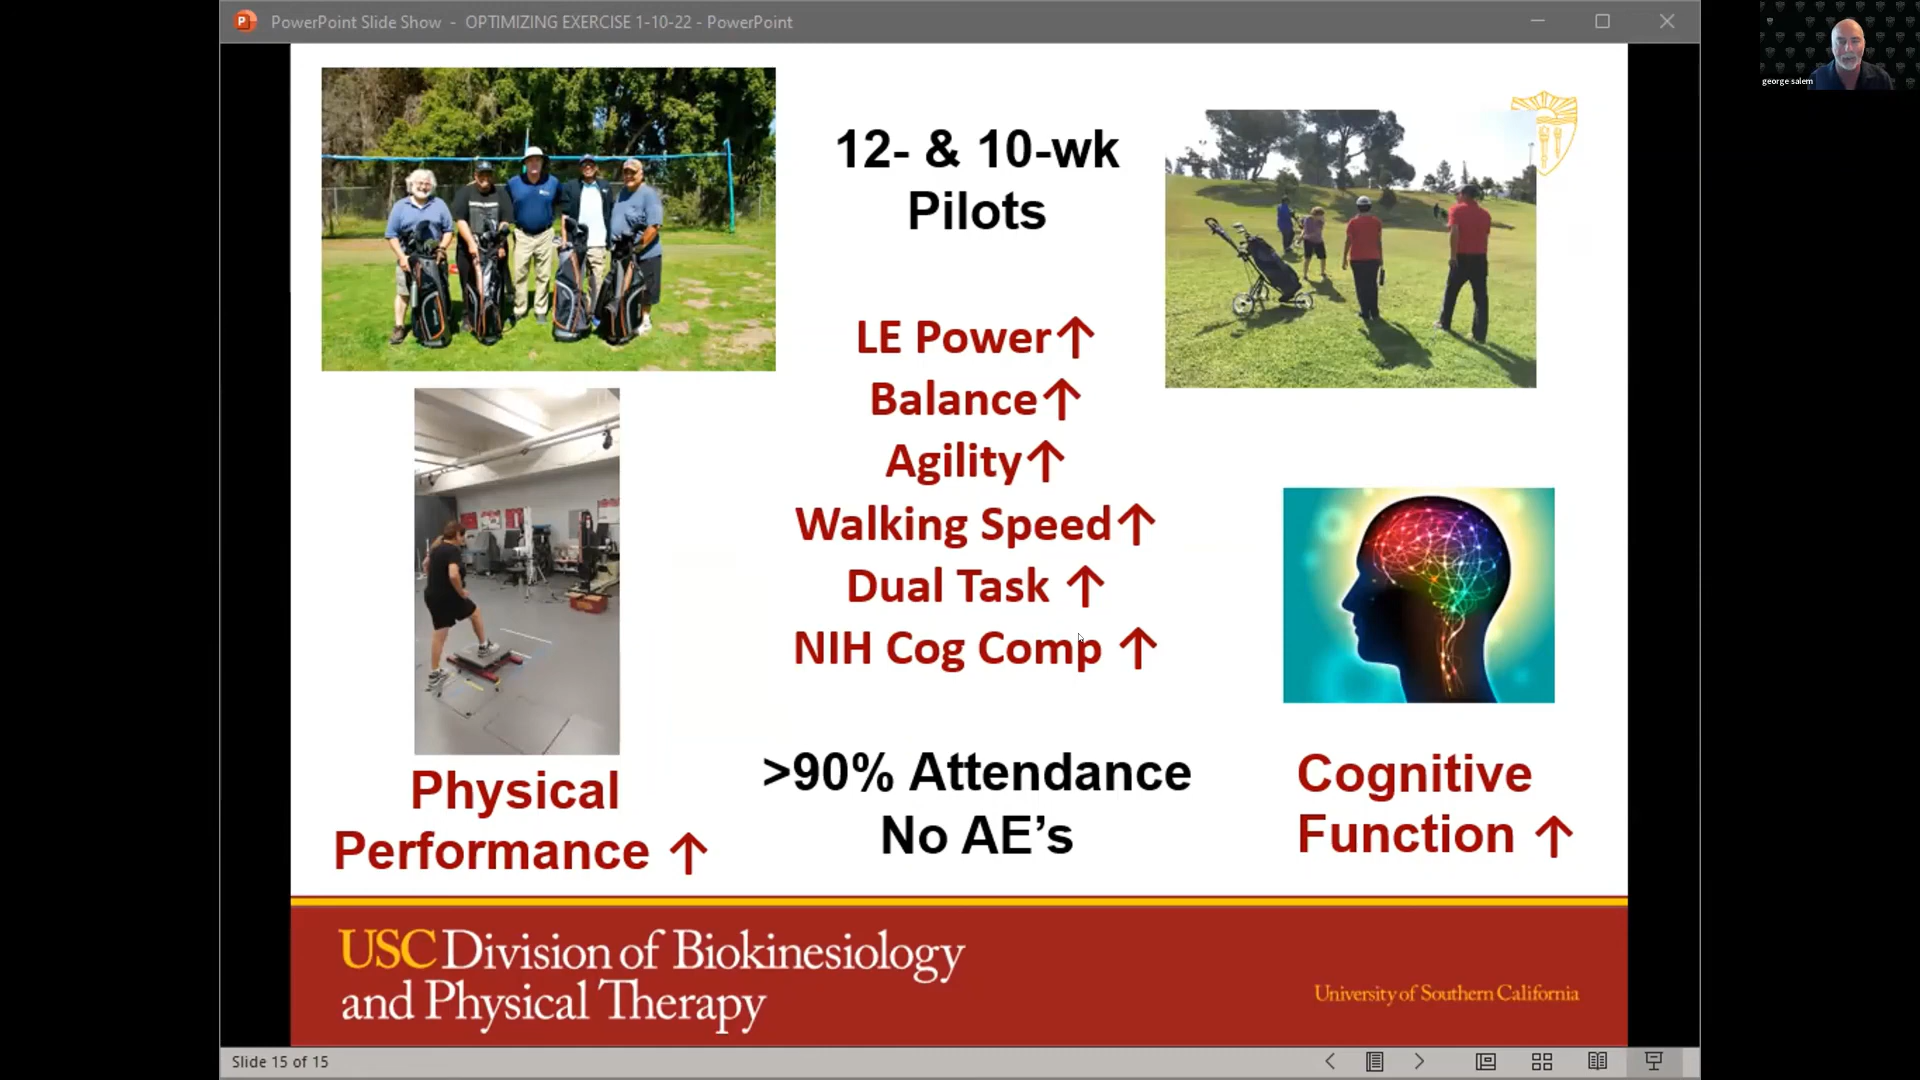 PowerPoint Slide Show - OPTIMIZING EXERCISE 1-10-22 - PowerPoint
george salem
12- & 10-wk
Pilots
LE Power↑
Balance↑
Agility↑
Walking Speed↑
Dual Task ↑
NIH Cog Comp ↑
>90% Attendance
No AE's
Physical
Performance ↑
Cognitive
Function ↑
USC Division of Biokinesiology
and Physical Therapy
University of Southern California
Slide 15 of 15